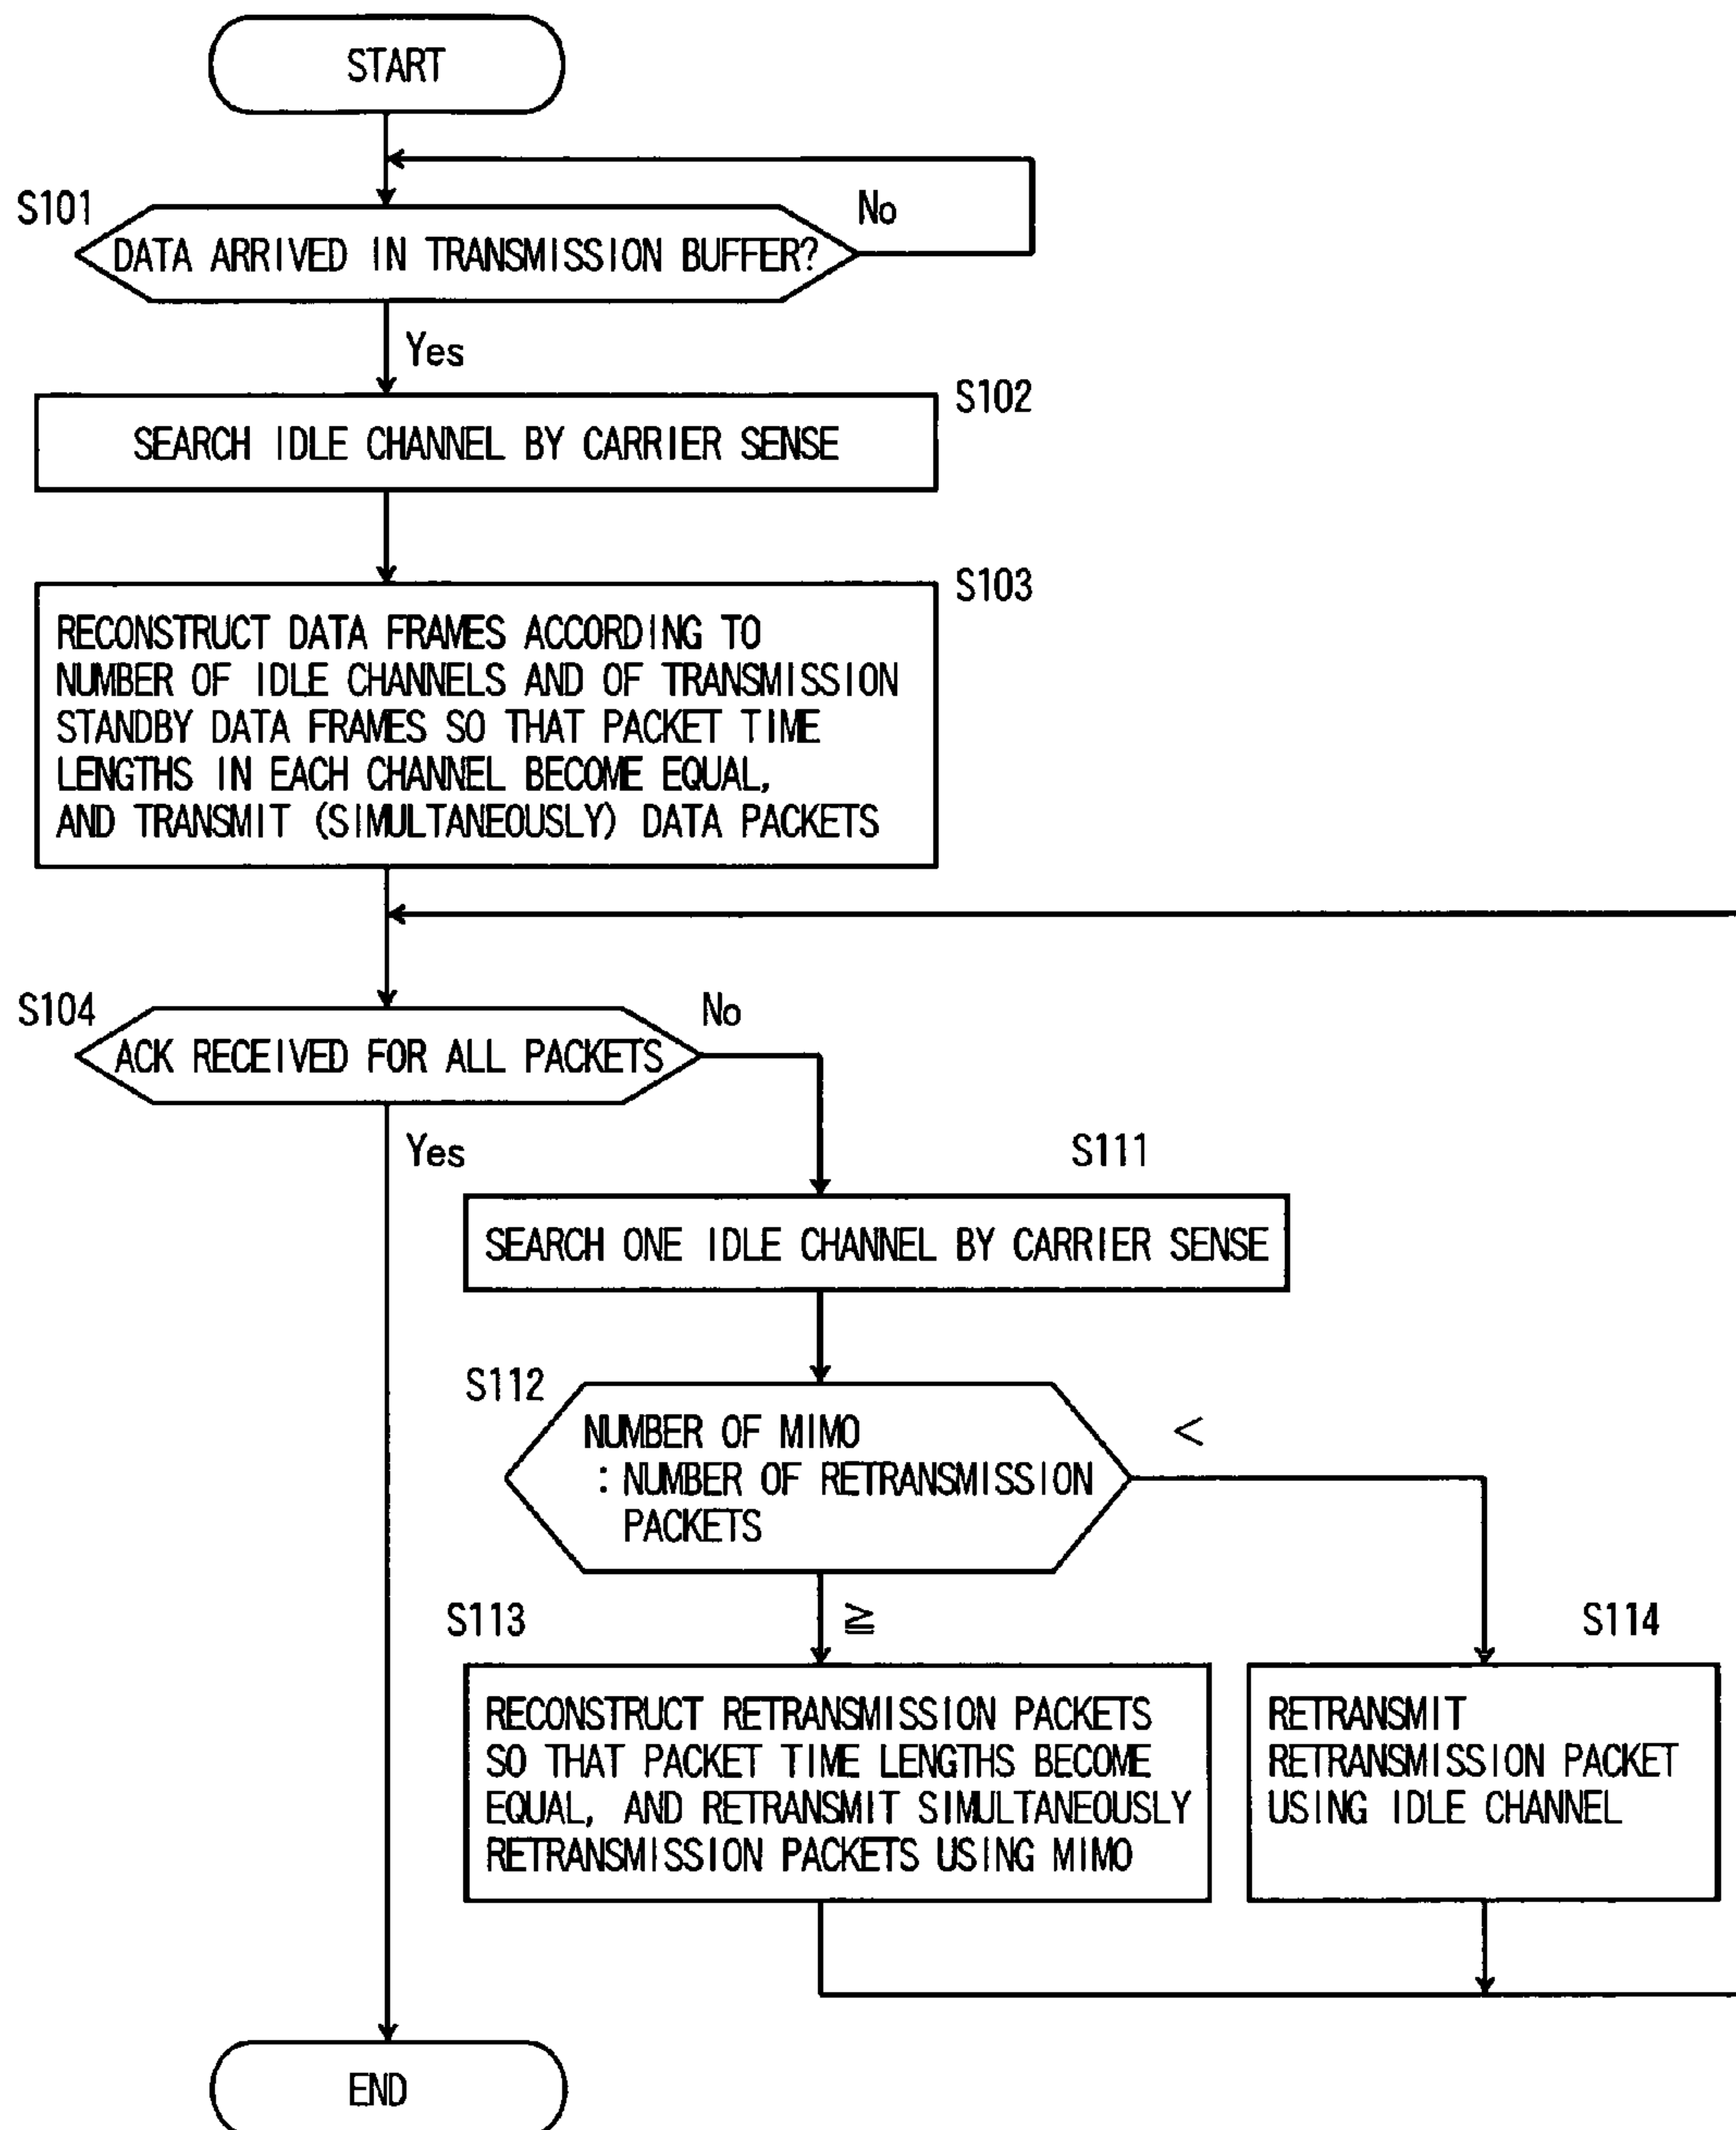 START
S101
No
DATA ARRIVED IN TRANSMISSION BUFFER?
Yes
S102
SEARCH IDLE CHANNEL BY CARRIER SENSE
S103
RECONSTRUCT DATA FRAMES ACCORDING TO
NUMBER OF IDLE CHANNELS AND OF TRANSMISSION
STANDBY DATA FRAMES SO THAT PACKET TIME
LENGTHS IN EACH CHANNEL BECOME EQUAL,
AND TRANSMIT (SIMULTANEOUSLY) DATA PACKETS
S104
No
ACK RECEIVED FOR ALL PACKETS
Yes
S111
SEARCH ONE IDLE CHANNEL BY CARRIER SENSE
S112
NUMBER OF MIMO
: NUMBER OF RETRANSMISSION
PACKETS
<
≧
S113
RECONSTRUCT RETRANSMISSION PACKETS
SO THAT PACKET TIME LENGTHS BECOME
EQUAL, AND RETRANSMIT SIMULTANEOUSLY
RETRANSMISSION PACKETS USING MIMO
S114
RETRANSMIT
RETRANSMISSION PACKET
USING IDLE CHANNEL
END